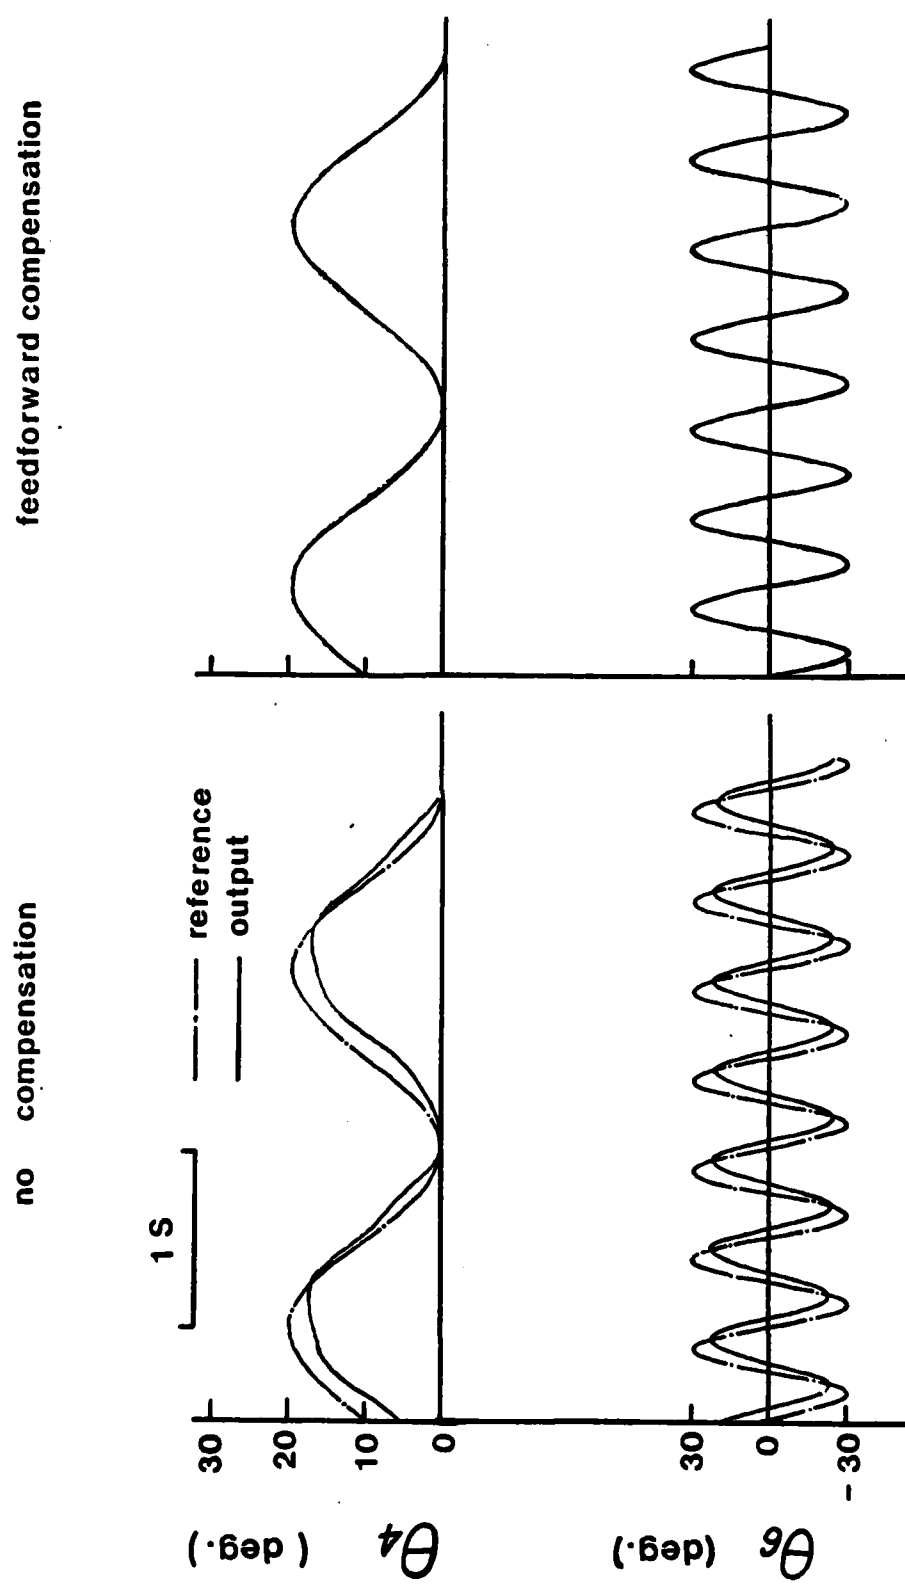 no compensation
feedforward compensation
1 S
reference
output
30
20
10
0
θ4
(deg.)
30
0
- 30
θ6
(deg.)